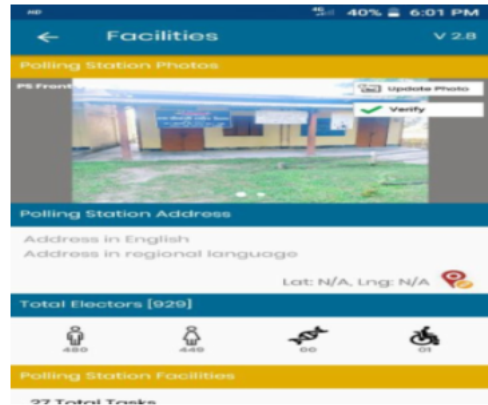 HD 4G 40% 6:01 PM
← Facilities V 2.8
Polling Station Photos
PS Front
Update Photo
Verify
Polling Station Address
Address in English
Address in regional language
Lat: N/A, Lng: N/A
Total Electors [929]
480 449 00 01
Polling Station Facilities
27 Total Tasks